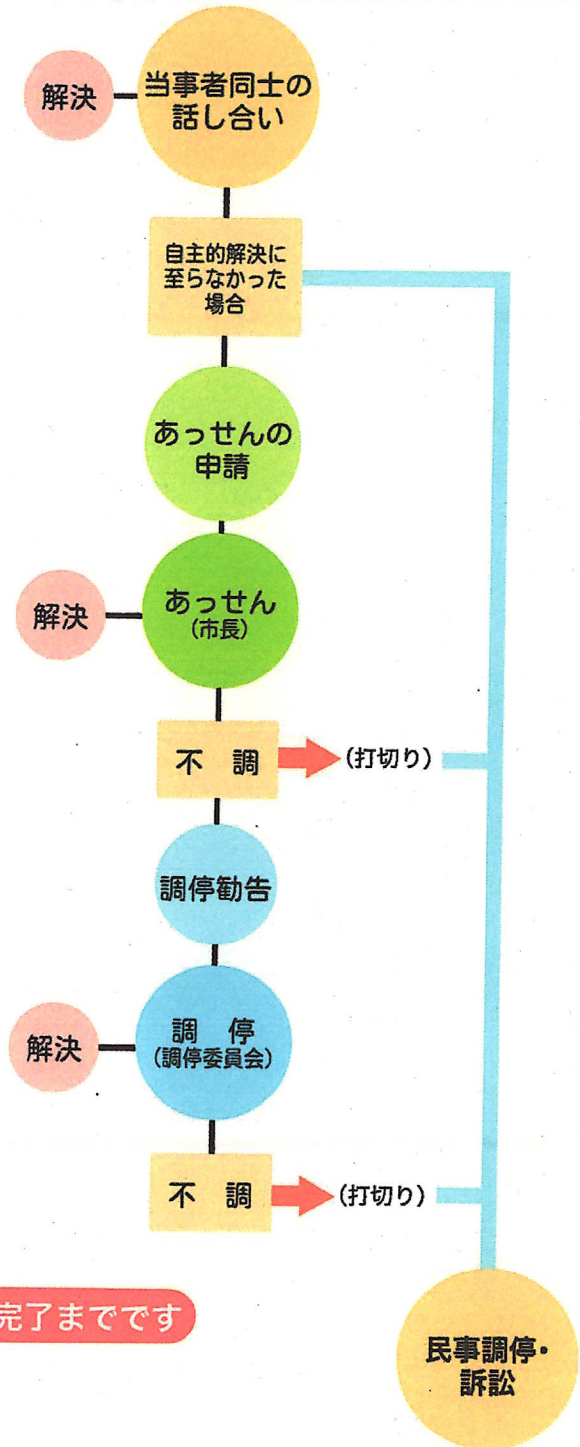 解決
当事者同士の
話し合い
自主的解決に
至らなかった
場合
あっせんの
申請
解決
あっせん
(市長)
不 調
(打切り)
調停勧告
解決
調 停
(調停委員会)
不 調
(打切り)
完了までです
民事調停・
訴訟